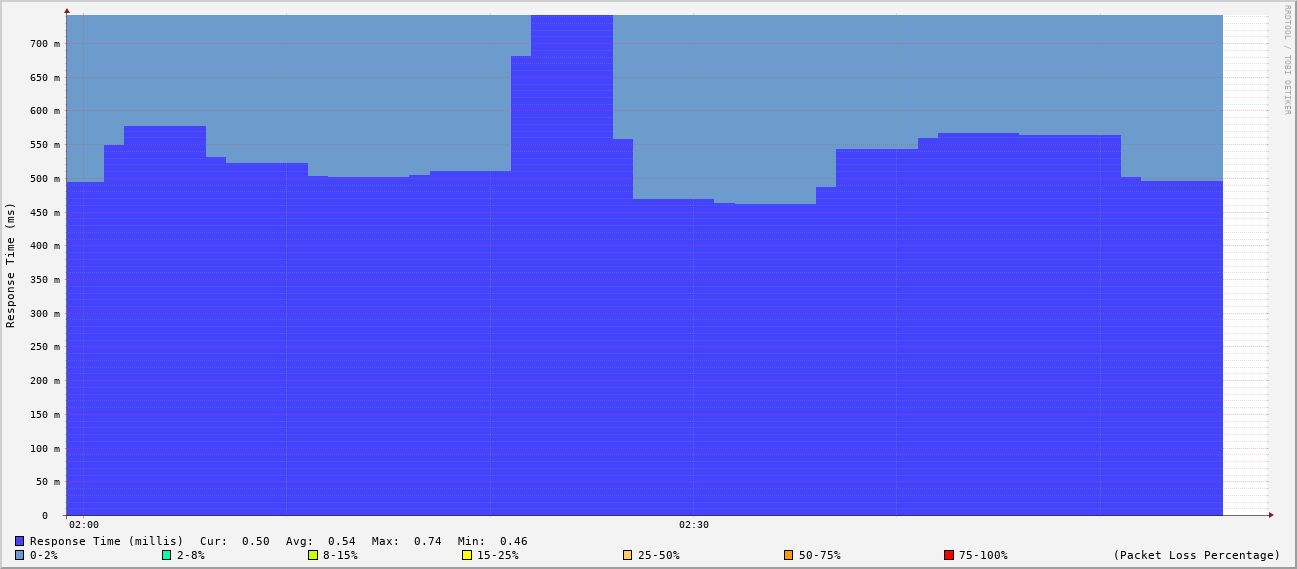 RRDTOOL / TOBI OETIKER
Response Time (ms)
700 m
650 m
600 m
550 m
500 m
450 m
400 m
350 m
300 m
250 m
200 m
150 m
100 m
50 m
0
02:00 02:30
Response Time (millis) Cur: 0.50 Avg: 0.54 Max: 0.74 Min: 0.46
0-2% 2-8% 8-15% 15-25% 25-50% 50-75% 75-100% (Packet Loss Percentage)